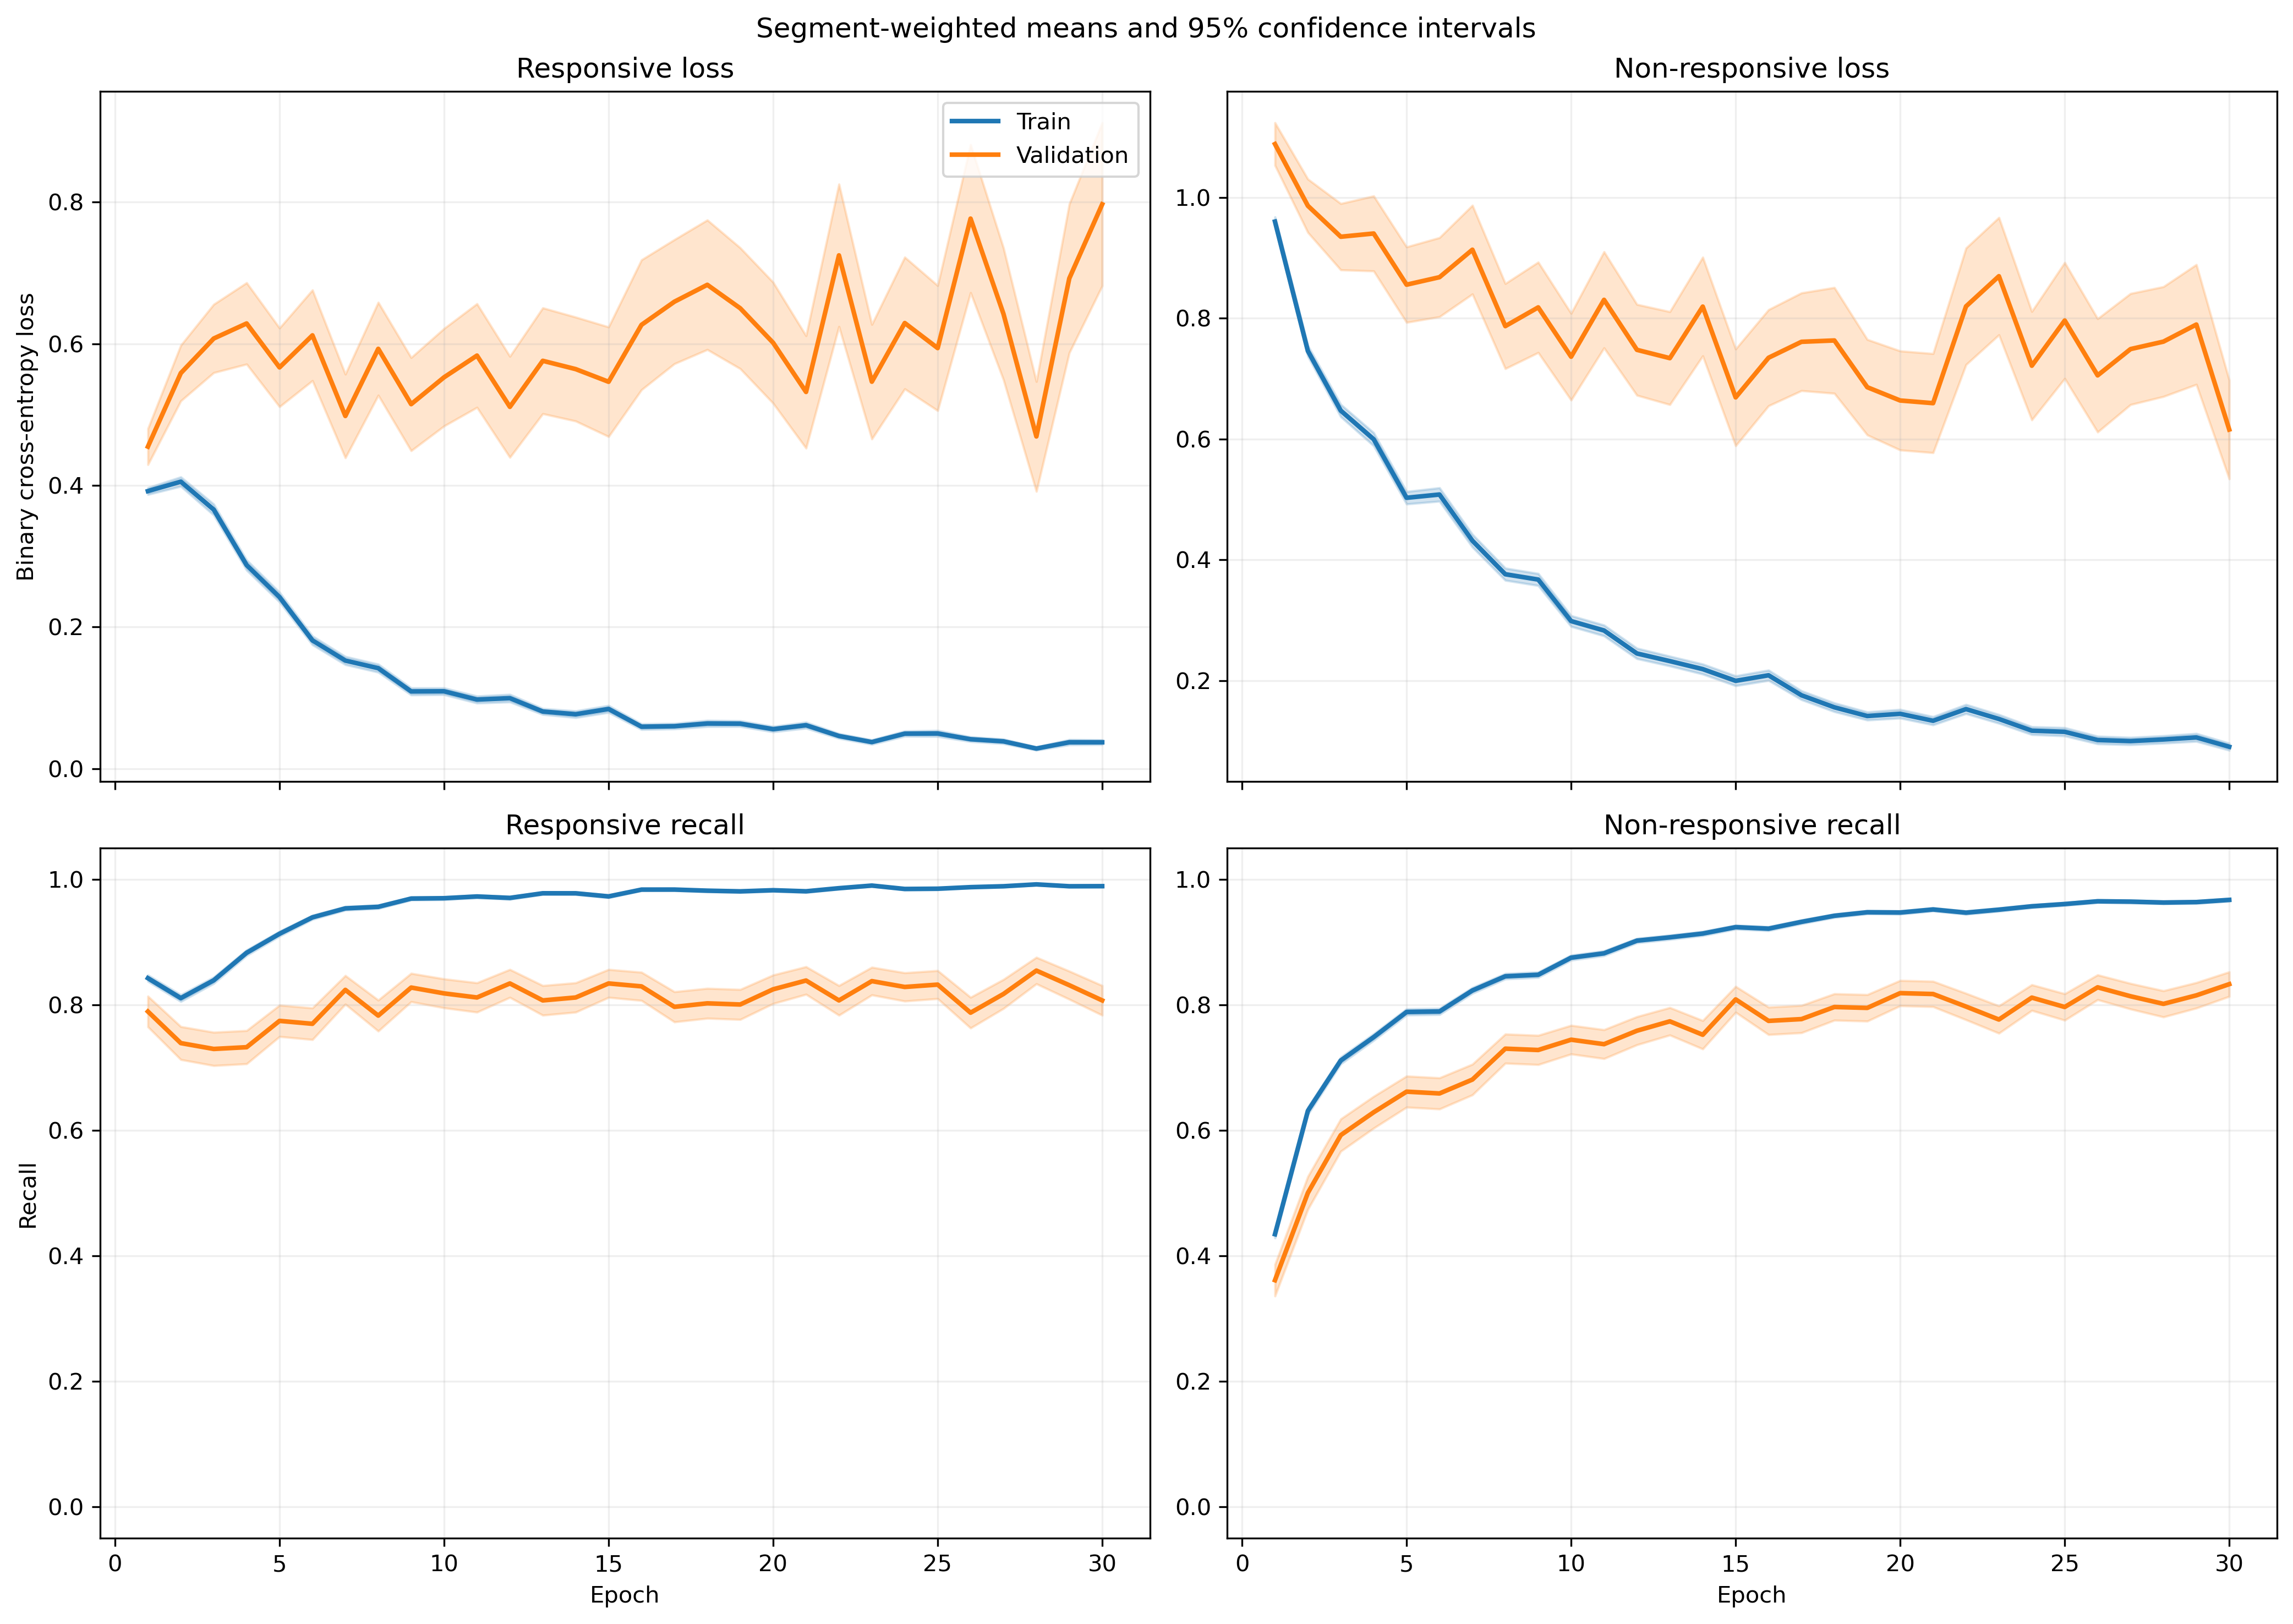 Segment-weighted means and 95% confidence intervals
Responsive loss
Non-responsive loss
Train
Validation
Binary cross-entropy loss
0.8
0.6
0.4
0.2
0.0
1.0
0.8
0.6
0.4
0.2
Responsive recall
Non-responsive recall
Recall
1.0
0.8
0.6
0.4
0.2
0.0
1.0
0.8
0.6
0.4
0.2
0.0
0 5 10 15 20 25 30
0 5 10 15 20 25 30
Epoch
Epoch